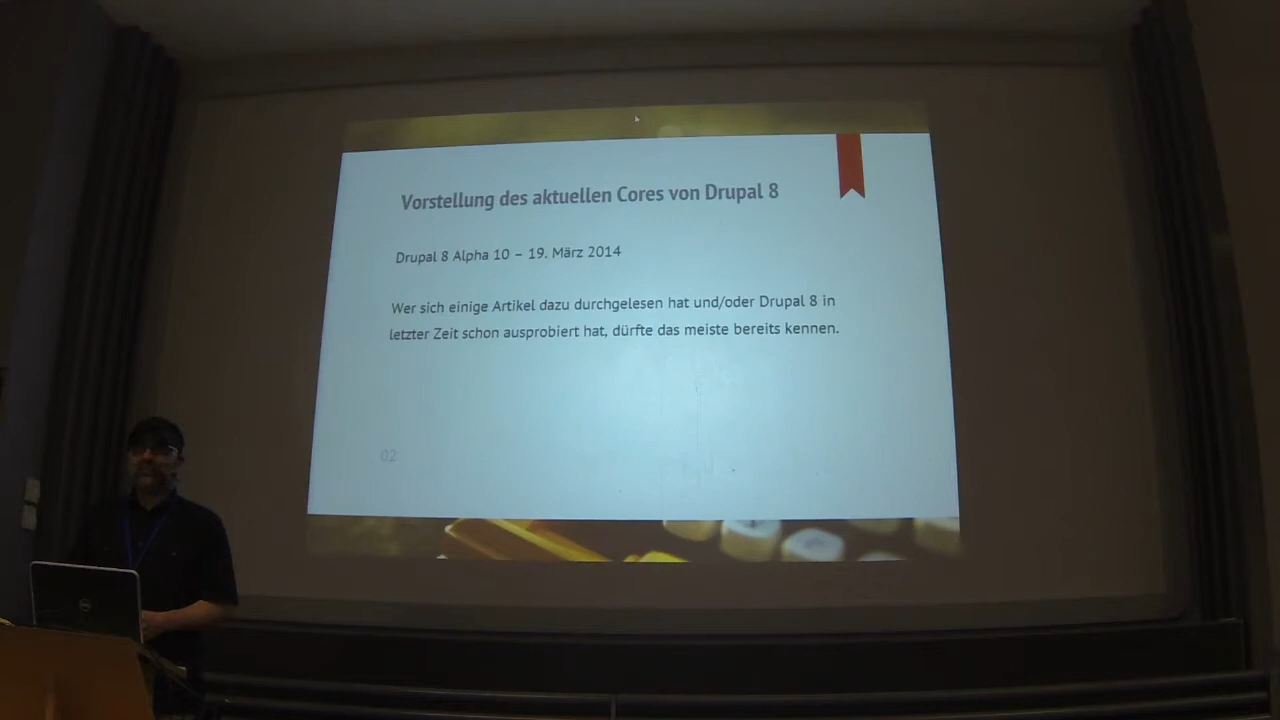 Vorstellung des aktuellen Cores von Drupal 8
Drupal 8 Alpha 10 – 19. März 2014
Wer sich einige Artikel dazu durchgelesen hat und/oder Drupal 8 in
letzter Zeit schon ausprobiert hat, dürfte das meiste bereits kennen.
02